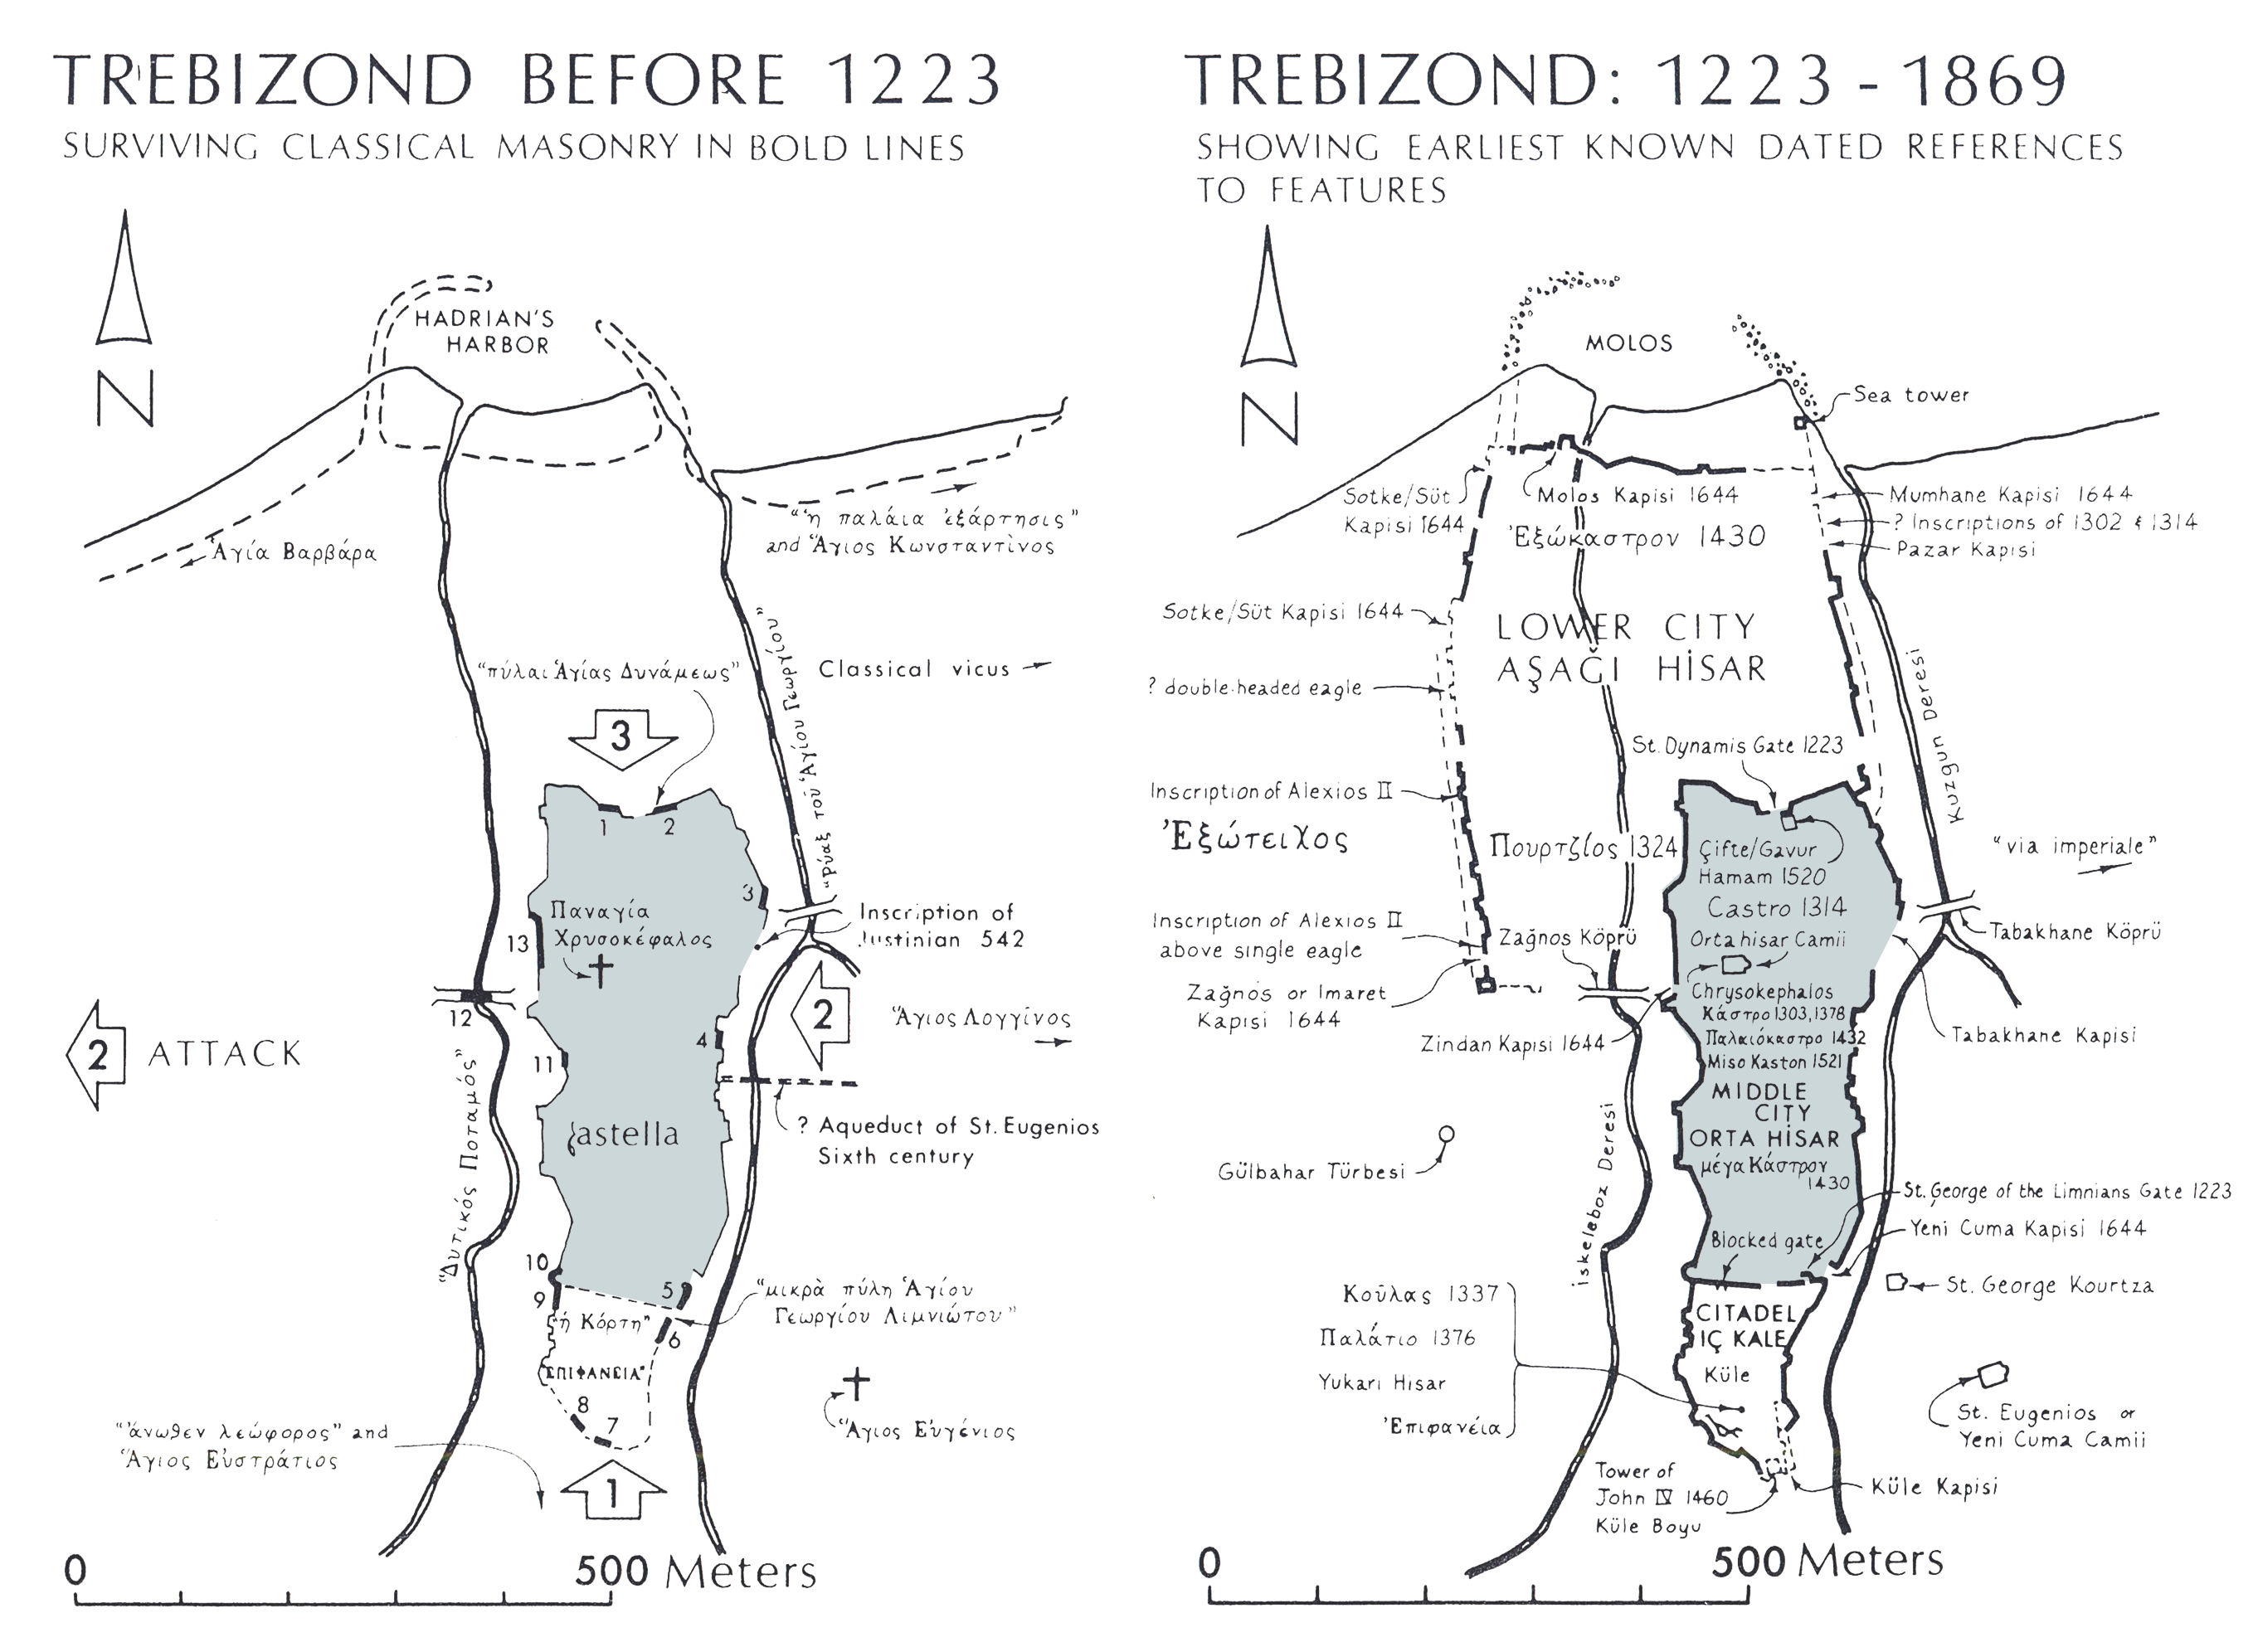 TREBIZOND BEFORE 1223
SURVIVING CLASSICAL MASONRY IN BOLD LINES
N
HADRIAN'S
HARBOR
Ἁγία Βαρβάρα
“ἡ παλάια ἐξάρτησις”
and Ἅγιος Κωνσταντῖνος
“πύλαι Ἁγίας Δυνάμεως”
Classical vicus
“ρύαξ τοῦ Ἁγίου Γεωργίου”
3
1
2
3
Παναγία
Χρυσοκέφαλος
13
Inscription of
Justinian 542
12
2
ATTACK
2
Ἅγιος Λογγῖνος
4
11
? Aqueduct of St. Eugenios
Sixth century
astella
“Δυτικός Ποταμός”
10
9
5
6
“ἡ Κόρτη”
“μικρὰ πύλη Ἁγίου
Γεωργίου Λιμνιώτου”
“ΕΠΙΦΑΝΕΙΑ”
8
7
Ἅγιος Εὐγένιος
“ἄνωθεν λεώφορος” and
Ἅγιος Εὐστράτιος
1
0
500 Meters
TREBIZOND: 1223 - 1869
SHOWING EARLIEST KNOWN DATED REFERENCES
TO FEATURES
N
MOLOS
Sea tower
Sotke/Süt
Kapisi 1644
Molos Kapisi 1644
Ἐξώκαστρον 1430
Mumhane Kapisi 1644
? Inscriptions of 1302 & 1314
Pazar Kapisi
Sotke/Süt Kapisi 1644
LOWER CITY
AŞAGI HİSAR
? double-headed eagle
Kuzgun Deresi
St. Dynamis Gate 1223
Inscription of Alexios II
Ἐξώτειχος
Πουρτζίος 1324
Çifte/Gavur
Hamam 1520
“via imperiale”
Castro 1314
Inscription of Alexios II
above single eagle
Zağnos Köprü
Orta hisar Camii
Tabakhane Köprü
Zağnos or Imaret
Kapisi 1644
Chrysokephalos
Κάστρο 1303, 1378
Zindan Kapisi 1644
Παλαιόκαστρο 1432
Tabakhane Kapisi
Miso Kaston 1521
MIDDLE
CITY
ORTA HİSAR
μέγα Κάστρον
1430
Gülbahar Türbesi
İskeleboz Deresi
St. George of the Limnians Gate 1223
Yeni Cuma Kapisi 1644
Blocked gate
St. George Kourtza
Κούλας 1337
Παλάτιο 1376
Yukarı Hisar
Ἐπιφανέια
CITADEL
IÇ KALE
Küle
St. Eugenios or
Yeni Cuma Camii
Tower of
John IV 1460
Küle Boyu
Küle Kapisi
0
500 Meters